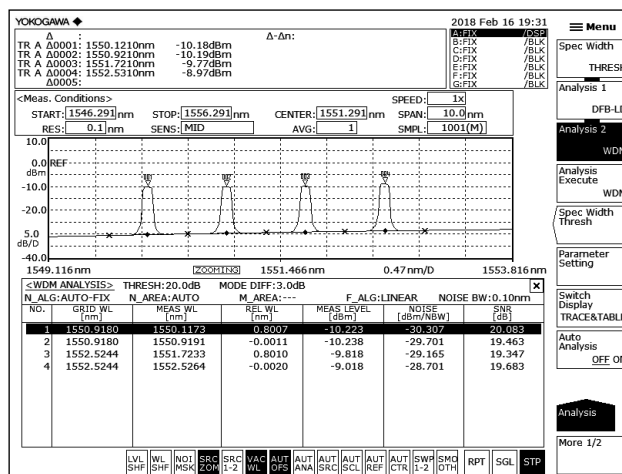 YOKOGAWA ◆ 2018 Feb 16 19:31
Δ : Δ-Δn:
TR A Δ0001: 1550.1210nm -10.18dBm
TR A Δ0002: 1550.9210nm -10.19dBm
TR A Δ0003: 1551.7210nm -9.77dBm
TR A Δ0004: 1552.5310nm -8.97dBm
Δ0005:
A:FIX /DSP
B:FIX /BLK
C:FIX /BLK
D:FIX /BLK
E:FIX /BLK
F:FIX /BLK
G:FIX /BLK
<Meas. Conditions> SPEED: 1x
START: 1546.291 nm STOP: 1556.291 nm CENTER: 1551.291 nm SPAN: 10.0 nm
RES: 0.1 nm SENS: MID AVG: 1 SMPL: 1001(M)
10.0
0.0 REF
dBm
-10.0
-20.0
5.0
dB/D
-40.0
1549.116nm ZOOMING 1551.466nm 0.47nm/D 1553.816nm
<WDM ANALYSIS> THRESH:20.0dB MODE DIFF:3.0dB
N_ALG:AUTO-FIX N_AREA:AUTO M_AREA:--- F_ALG:LINEAR NOISE BW:0.10nm
NO. GRID WL [nm] MEAS WL [nm] REL WL [nm] MEAS LEVEL [dBm] NOISE [dBm/NBW] SNR [dB]
1 1550.9180 1550.1173 0.8007 -10.223 -30.307 20.083
2 1550.9180 1550.9191 -0.0011 -10.238 -29.701 19.463
3 1552.5244 1551.7233 0.8010 -9.818 -29.165 19.347
4 1552.5244 1552.5264 -0.0020 -9.018 -28.701 19.683
LVL SHF WL SHF NOI MSK SRC ZOM SRC 1-2 VAC WL AUT OFS AUT ANA AUT SRC AUT SCL AUT REF AUT CTR SWP 1-2 SMO OTH RPT SGL STP
Menu
Spec Width
THRESH
Analysis 1
DFB-LD
Analysis 2
WDM
Analysis
Execute
WDM
Spec Width
Thresh
Parameter
Setting
Switch
Display
TRACE&TABLE
Auto
Analysis
OFF ON
Analysis
More 1/2